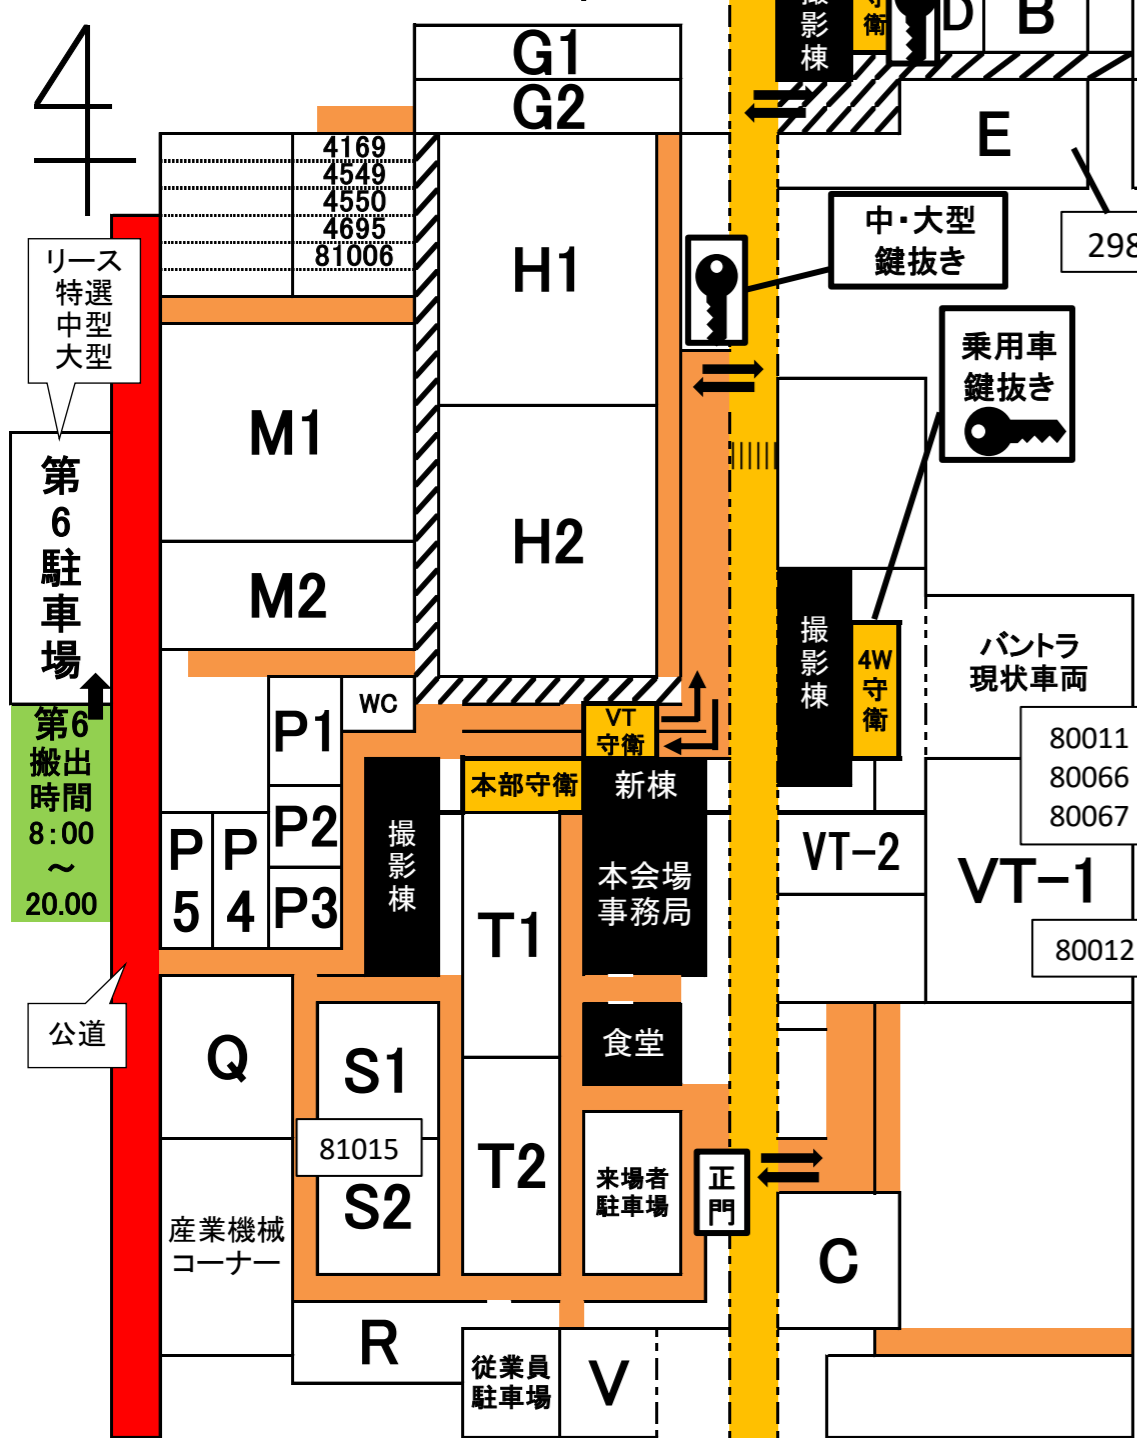 撮
影
棟
守
衛
D
B
G1
G2
E
4169
4549
4550
4695
81006
H1
中・大型
鍵抜き
298
リース
特選
中型
大型
乗用車
鍵抜き
M1
第
6
駐
車
場
H2
M2
撮
影
棟
4W
守
衛
バントラ
現状車両
WC
P1
VT
守衛
第6
搬出
時間
8:00
～
20.00
80011
80066
80067
本部守衛
新棟
P2
撮
影
棟
P
5
P
4
P3
VT-2
VT-1
本会場
事務局
T1
80012
公道
Q
S1
食堂
81015
T2
S2
来場者
駐車場
正
門
産業機械
コーナー
C
R
従業員
駐車場
V